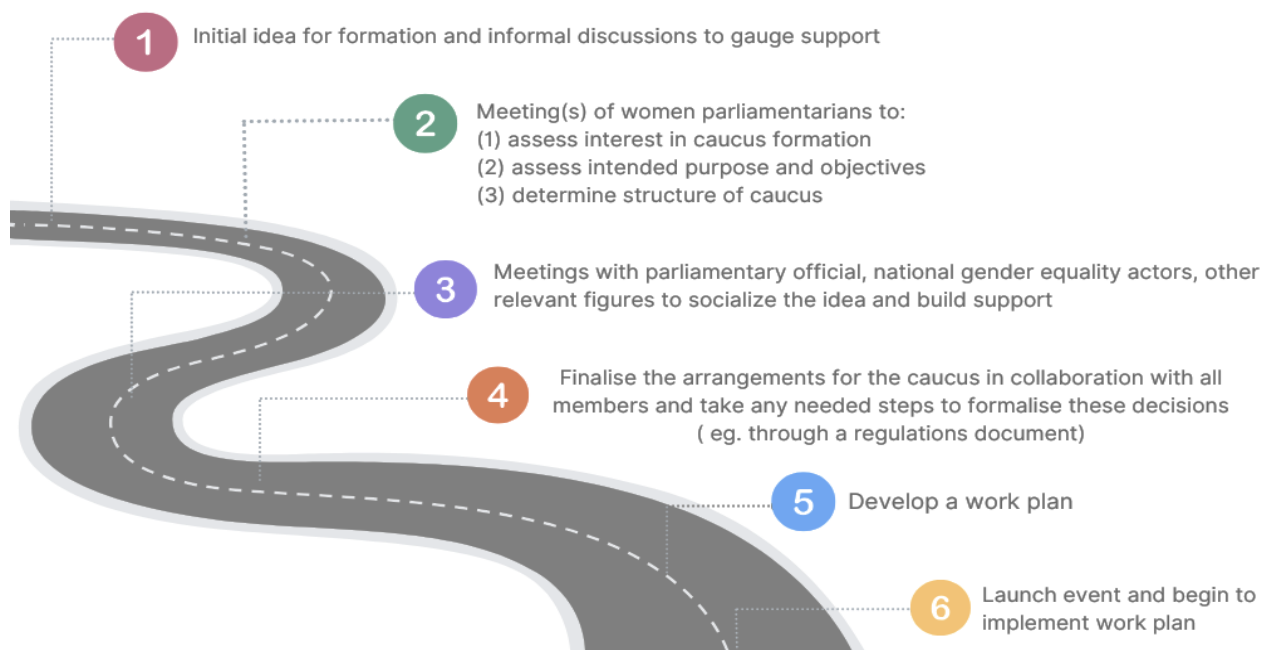 1
Initial idea for formation and informal discussions to gauge support
2
Meeting(s) of women parliamentarians to:
(1) assess interest in caucus formation
(2) assess intended purpose and objectives
(3) determine structure of caucus
3
Meetings with parliamentary official, national gender equality actors, other
relevant figures to socialize the idea and build support
4
Finalise the arrangements for the caucus in collaboration with all
members and take any needed steps to formalise these decisions
( eg. through a regulations document)
5
Develop a work plan
6
Launch event and begin to
implement work plan